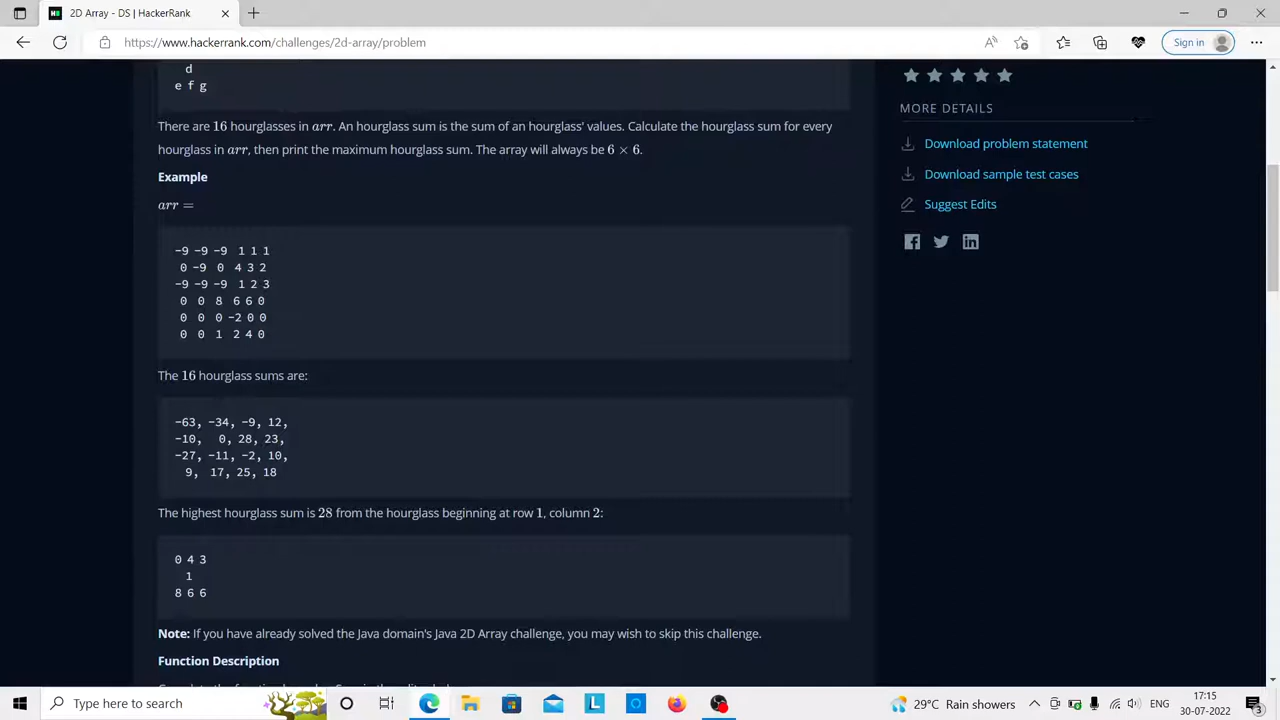 2D Array - DS | HackerRank
https://www.hackerrank.com/challenges/2d-array/problem
Sign in
d
e f g
There are 16 hourglasses in arr. An hourglass sum is the sum of an hourglass' values. Calculate the hourglass sum for every
hourglass in arr, then print the maximum hourglass sum. The array will always be 6 × 6.
Example
arr =
-9 -9 -9 1 1 1
0 -9 0 4 3 2
-9 -9 -9 1 2 3
0 0 8 6 6 0
0 0 0 -2 0 0
0 0 1 2 4 0
The 16 hourglass sums are:
-63, -34, -9, 12,
-10, 0, 28, 23,
-27, -11, -2, 10,
9, 17, 25, 18
The highest hourglass sum is 28 from the hourglass beginning at row 1, column 2:
0 4 3
1
8 6 6
Note: If you have already solved the Java domain's Java 2D Array challenge, you may wish to skip this challenge.
Function Description
MORE DETAILS
Download problem statement
Download sample test cases
Suggest Edits
Type here to search
29°C Rain showers
ENG
17:15
30-07-2022
3